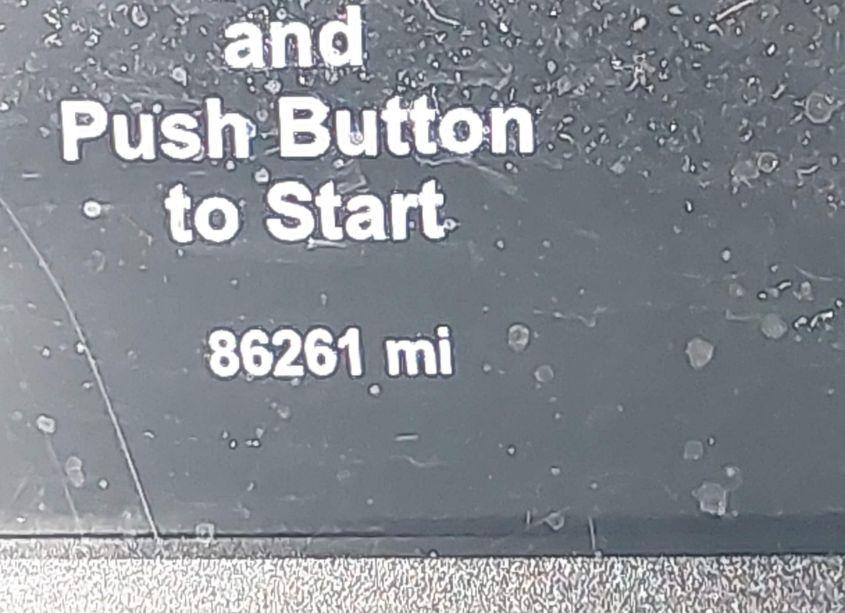 and
Push Button
to Start
86261 mi